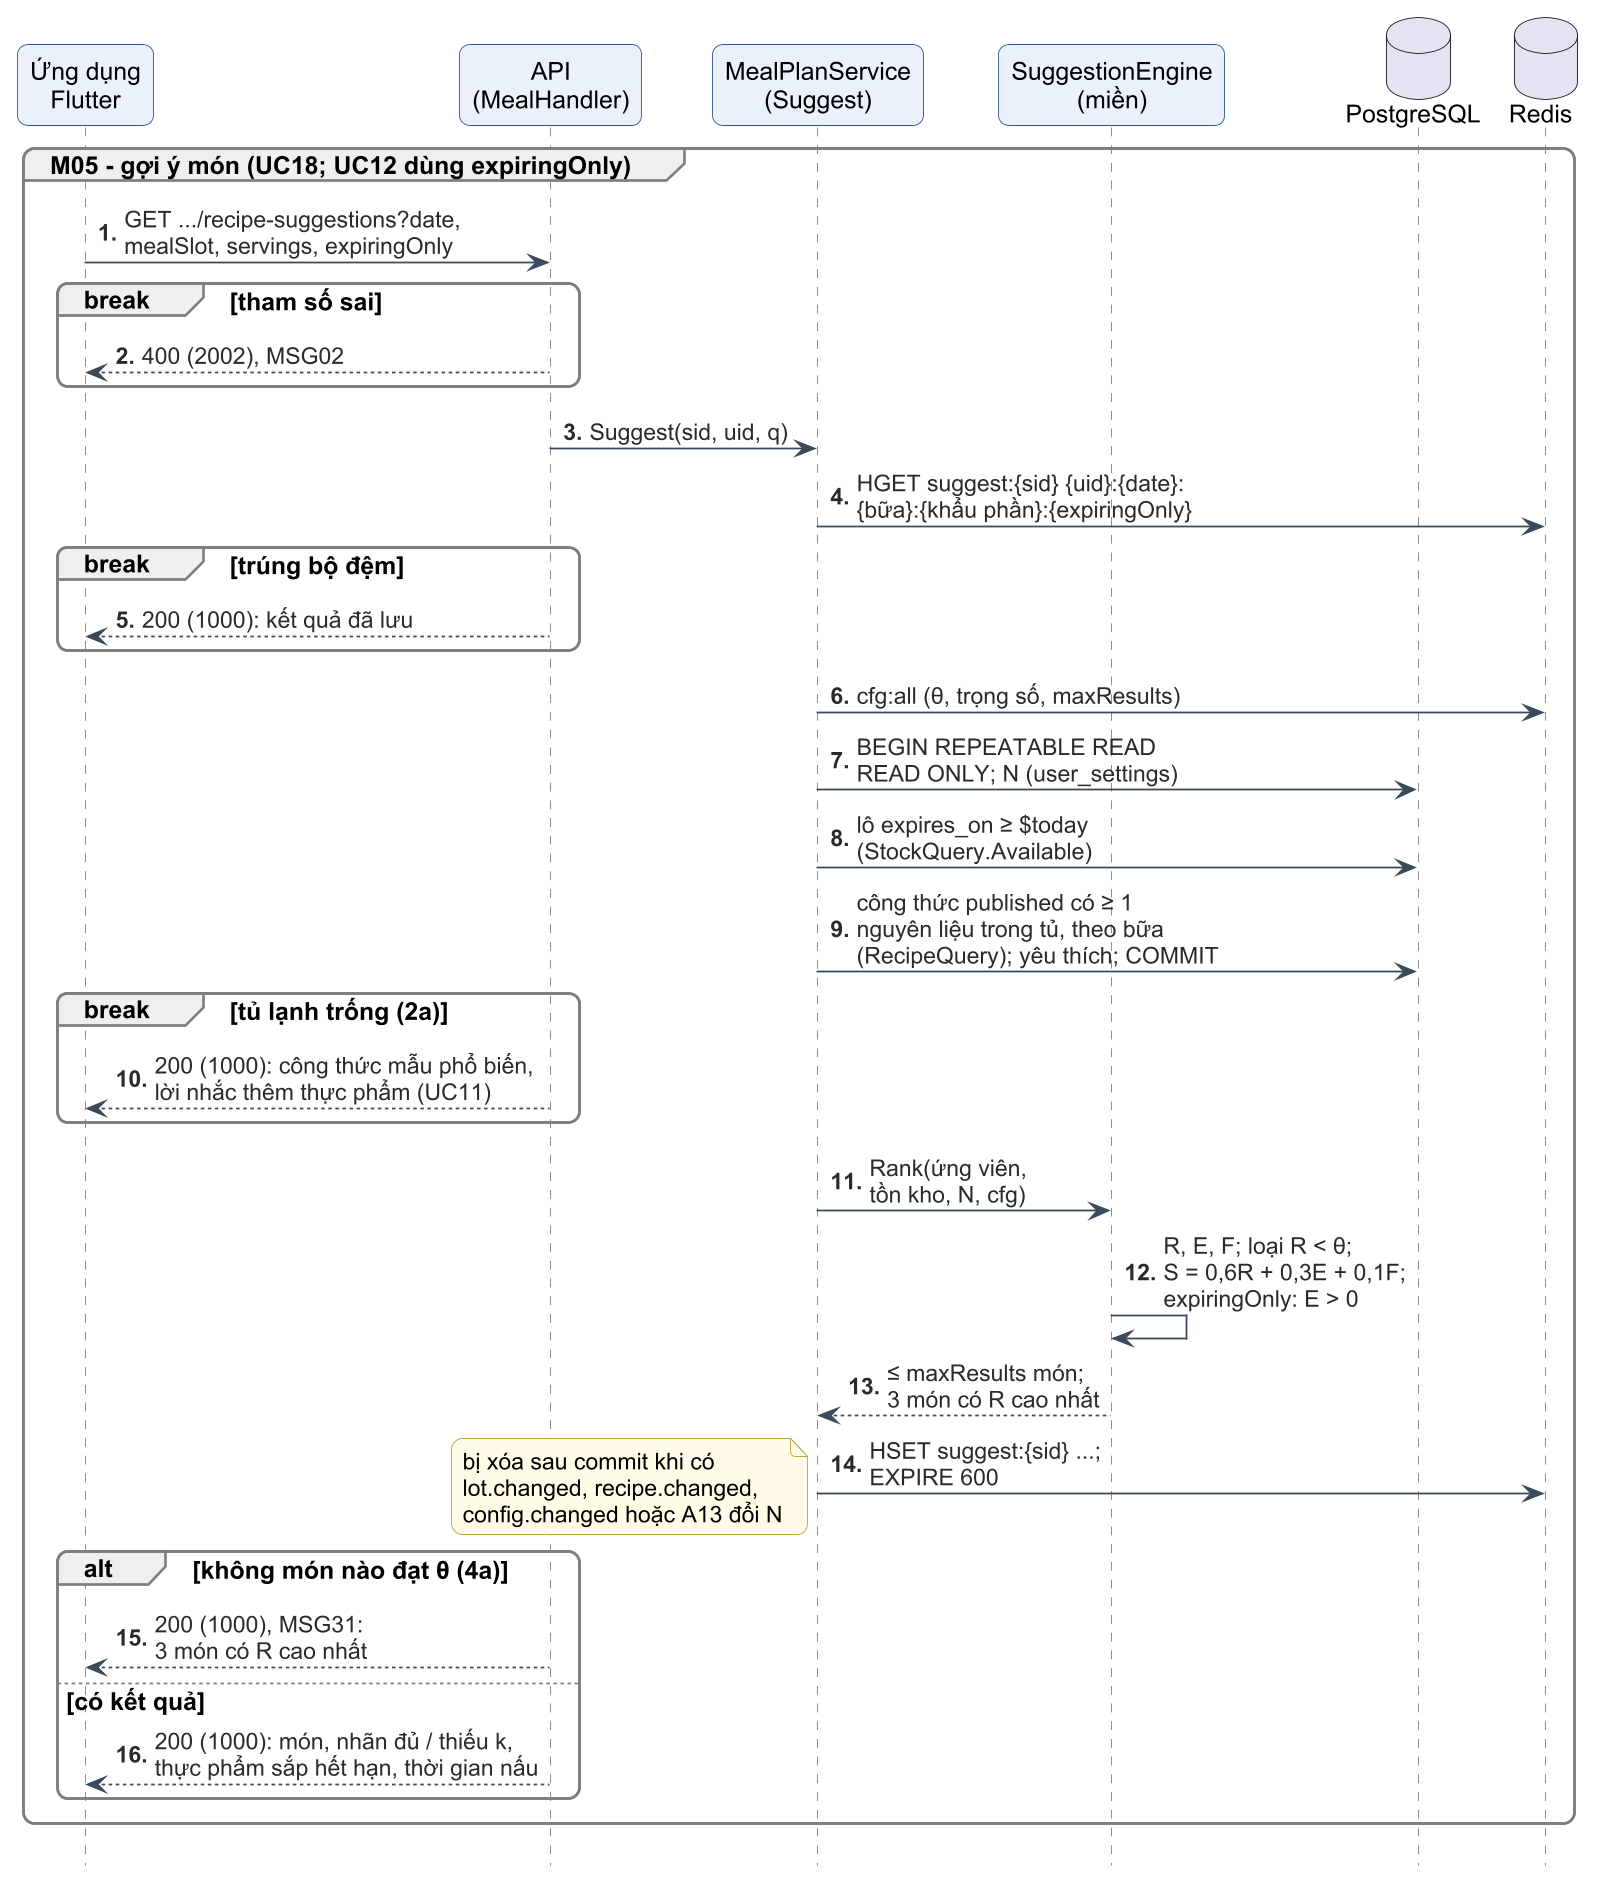 Ứng dụng
Flutter
API
(MealHandler)
MealPlanService
(Suggest)
SuggestionEngine
(miền)
PostgreSQL
Redis
M05 - gợi ý món (UC18; UC12 dùng expiringOnly)
1. GET .../recipe-suggestions?date,
mealSlot, servings, expiringOnly
break [tham số sai]
2. 400 (2002), MSG02
3. Suggest(sid, uid, q)
4. HGET suggest:{sid} {uid}:{date}:
{bữa}:{khẩu phần}:{expiringOnly}
break [trúng bộ đệm]
5. 200 (1000): kết quả đã lưu
6. cfg:all (θ, trọng số, maxResults)
7. BEGIN REPEATABLE READ
READ ONLY; N (user_settings)
8. lô expires_on ≥ $today
(StockQuery.Available)
9. công thức published có ≥ 1
nguyên liệu trong tủ, theo bữa
(RecipeQuery); yêu thích; COMMIT
break [tủ lạnh trống (2a)]
10. 200 (1000): công thức mẫu phổ biến,
lời nhắc thêm thực phẩm (UC11)
11. Rank(ứng viên,
tồn kho, N, cfg)
12. R, E, F; loại R < θ;
S = 0,6R + 0,3E + 0,1F;
expiringOnly: E > 0
13. ≤ maxResults món;
3 món có R cao nhất
14. HSET suggest:{sid} ...;
EXPIRE 600
bị xóa sau commit khi có
lot.changed, recipe.changed,
config.changed hoặc A13 đổi N
alt [không món nào đạt θ (4a)]
15. 200 (1000), MSG31:
3 món có R cao nhất
[có kết quả]
16. 200 (1000): món, nhãn đủ / thiếu k,
thực phẩm sắp hết hạn, thời gian nấu